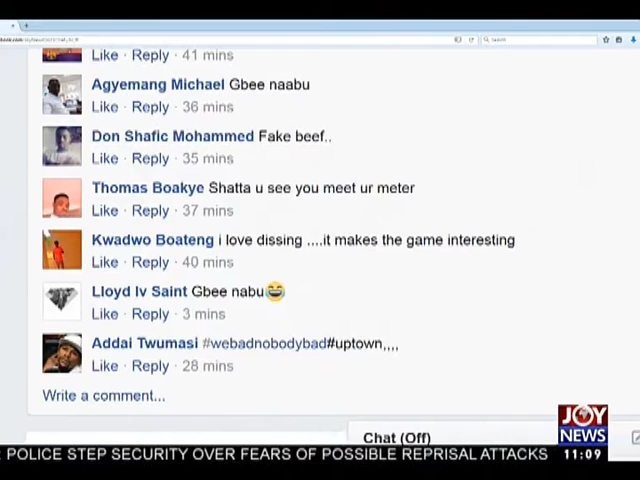 Search
Like · Reply · 41 mins
Agyemang Michael Gbee naabu
Like · Reply · 36 mins
Don Shafic Mohammed Fake beef..
Like · Reply · 35 mins
Thomas Boakye Shatta u see you meet ur meter
Like · Reply · 37 mins
Kwadwo Boateng i love dissing ....it makes the game interesting
Like · Reply · 40 mins
Lloyd Iv Saint Gbee nabu😂
Like · Reply · 3 mins
Addai Twumasi #webadnobodybad#uptown,,,,
Like · Reply · 28 mins
Write a comment...
Chat (Off)
JOY
NEWS
POLICE STEP SECURITY OVER FEARS OF POSSIBLE REPRISAL ATTACKS
11:09